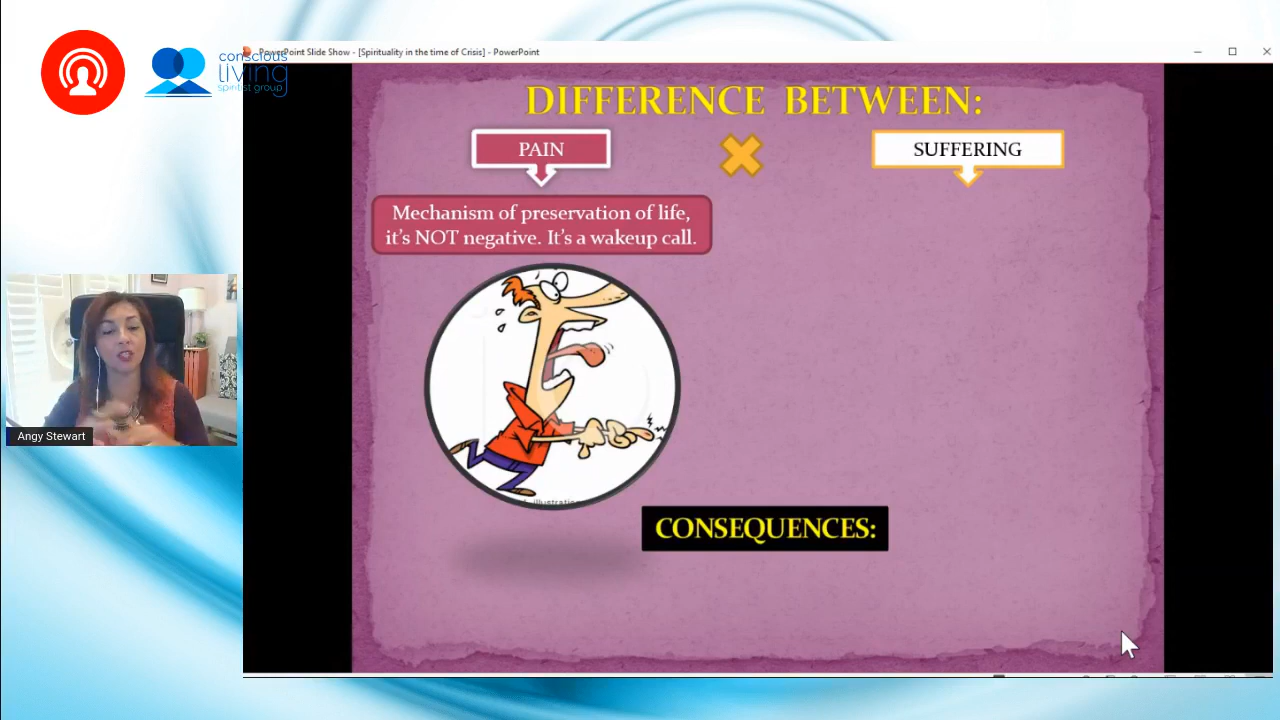 PowerPoint Slide Show - [Spirituality in the time of Crisis] - PowerPoint
conscious
living
spiritist group
DIFFERENCE BETWEEN:
PAIN
SUFFERING
Mechanism of preservation of life,
it's NOT negative. It's a wakeup call.
Angy Stewart
CONSEQUENCES: